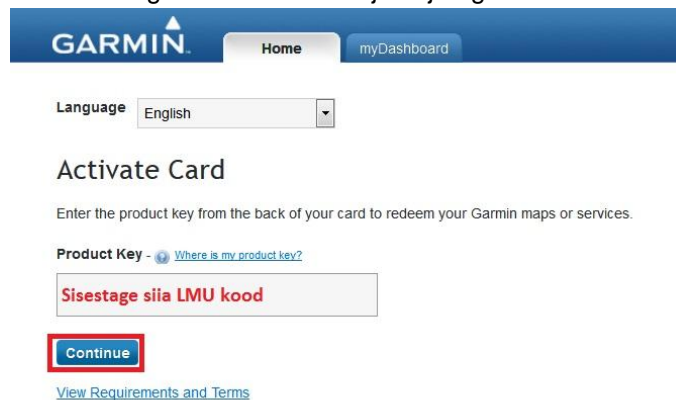 GARMIN.
Home
myDashboard
Language
English
Activate Card
Enter the product key from the back of your card to redeem your Garmin maps or services.
Product Key - Where is my product key?
Sisestage siia LMU kood
Continue
View Requirements and Terms